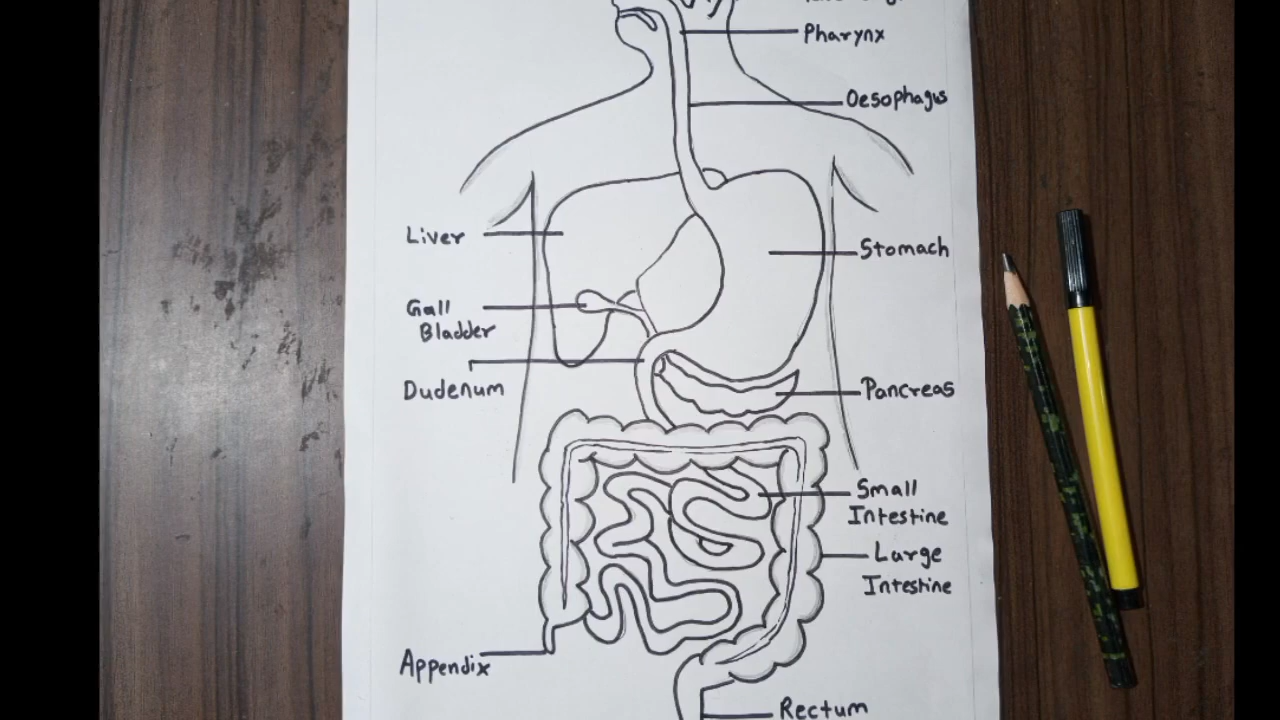 Pharynx
Oesophagus
Liver
Stomach
Gall
Bladder
Dudenum
Pancreas
Small
Intestine
Large
Intestine
Appendix
Rectum